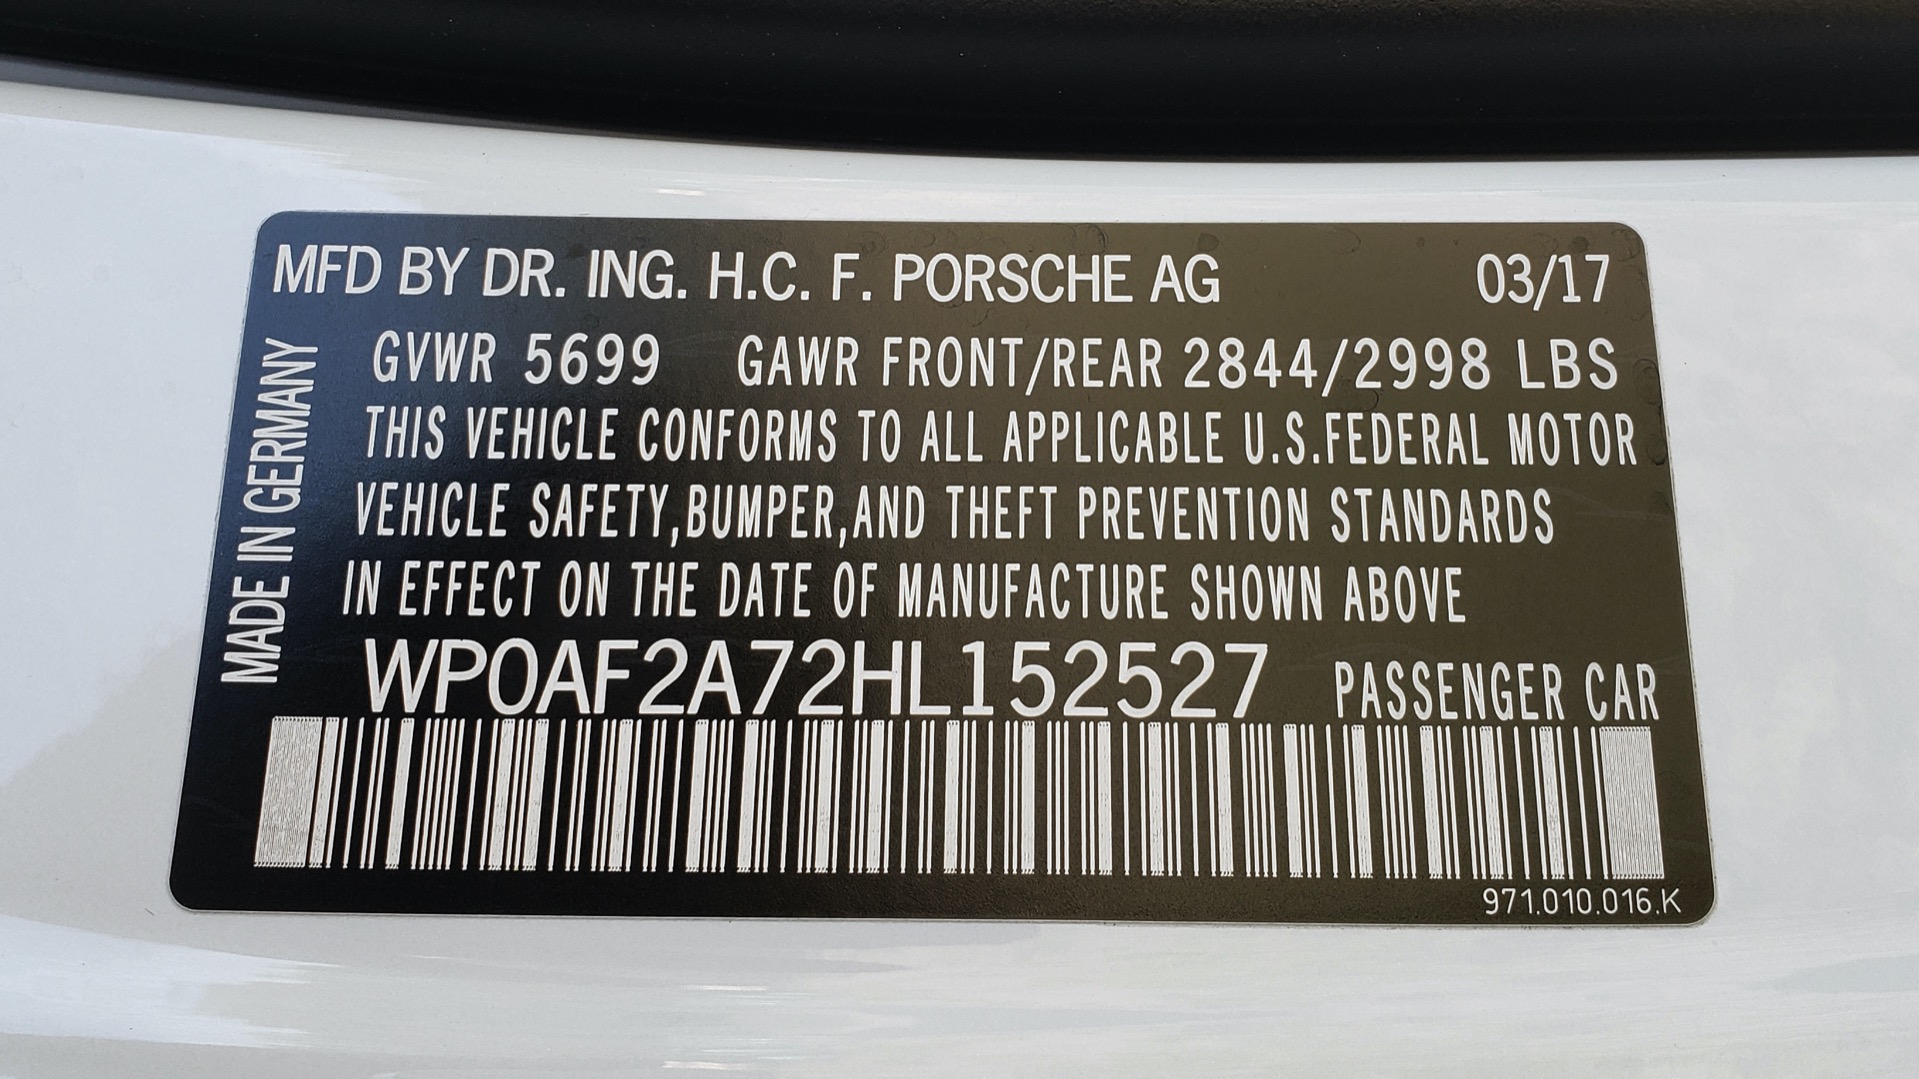 MFD BY DR. ING. H.C. F. PORSCHE AG 03/17
GVWR 5699 GAWR FRONT/REAR 2844/2998 LBS
THIS VEHICLE CONFORMS TO ALL APPLICABLE U.S.FEDERAL MOTOR
VEHICLE SAFETY,BUMPER,AND THEFT PREVENTION STANDARDS
IN EFFECT ON THE DATE OF MANUFACTURE SHOWN ABOVE
MADE IN GERMANY
WP0AF2A72HL152527 PASSENGER CAR
971.010.016.K